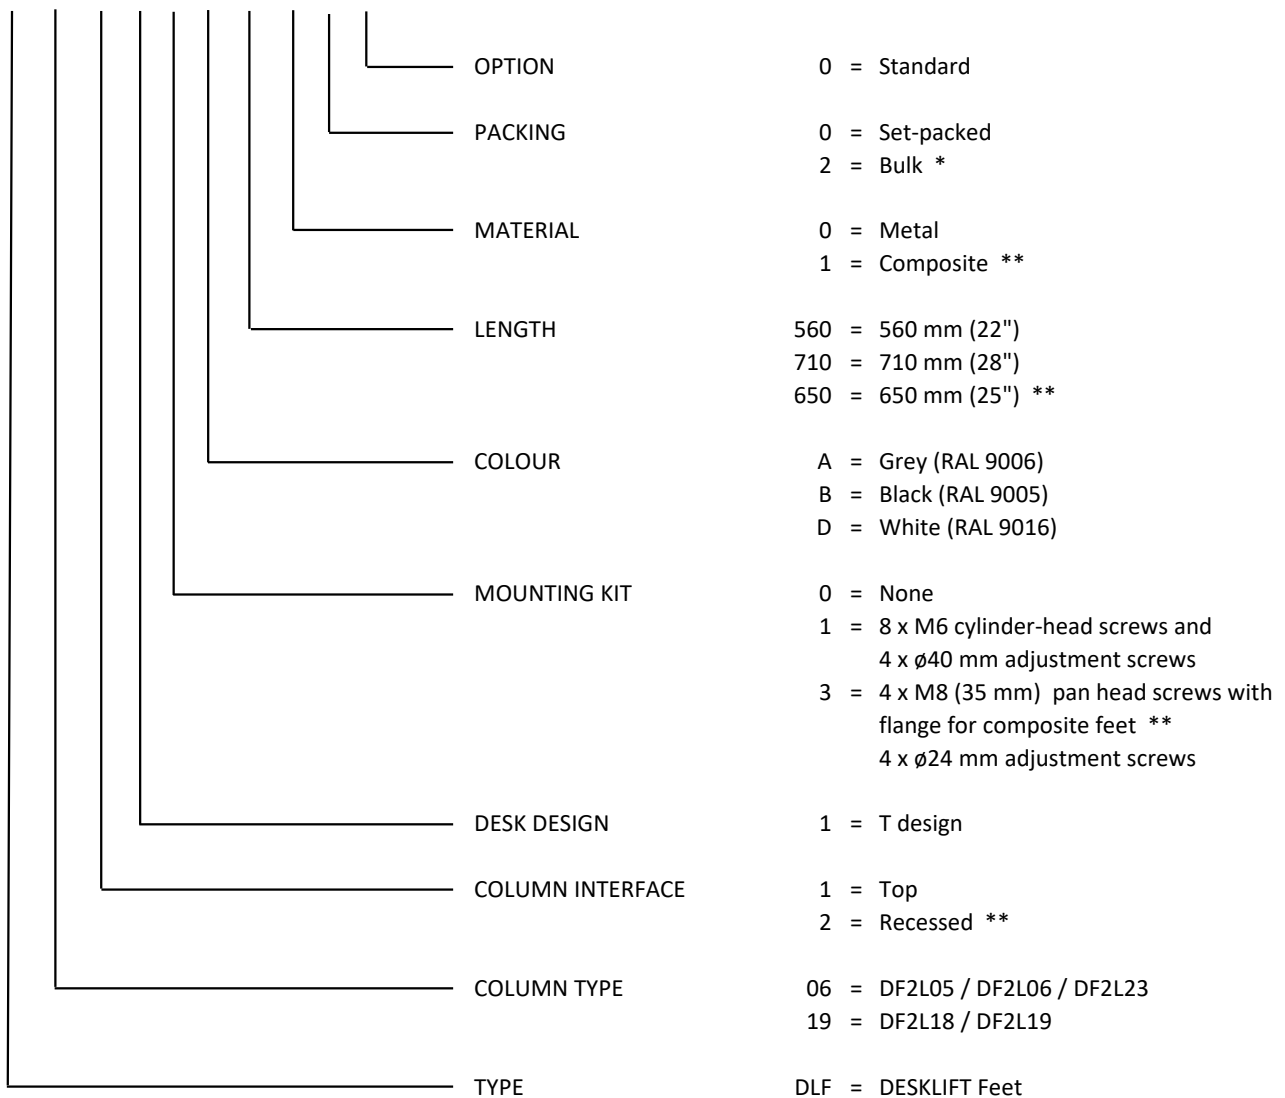 OPTION 0 = Standard
PACKING 0 = Set-packed
2 = Bulk *
MATERIAL 0 = Metal
1 = Composite **
LENGTH 560 = 560 mm (22")
710 = 710 mm (28")
650 = 650 mm (25") **
COLOUR A = Grey (RAL 9006)
B = Black (RAL 9005)
D = White (RAL 9016)
MOUNTING KIT 0 = None
1 = 8 x M6 cylinder-head screws and
4 x ø40 mm adjustment screws
3 = 4 x M8 (35 mm) pan head screws with
flange for composite feet **
4 x ø24 mm adjustment screws
DESK DESIGN 1 = T design
COLUMN INTERFACE 1 = Top
2 = Recessed **
COLUMN TYPE 06 = DF2L05 / DF2L06 / DF2L23
19 = DF2L18 / DF2L19
TYPE DLF = DESKLIFT Feet